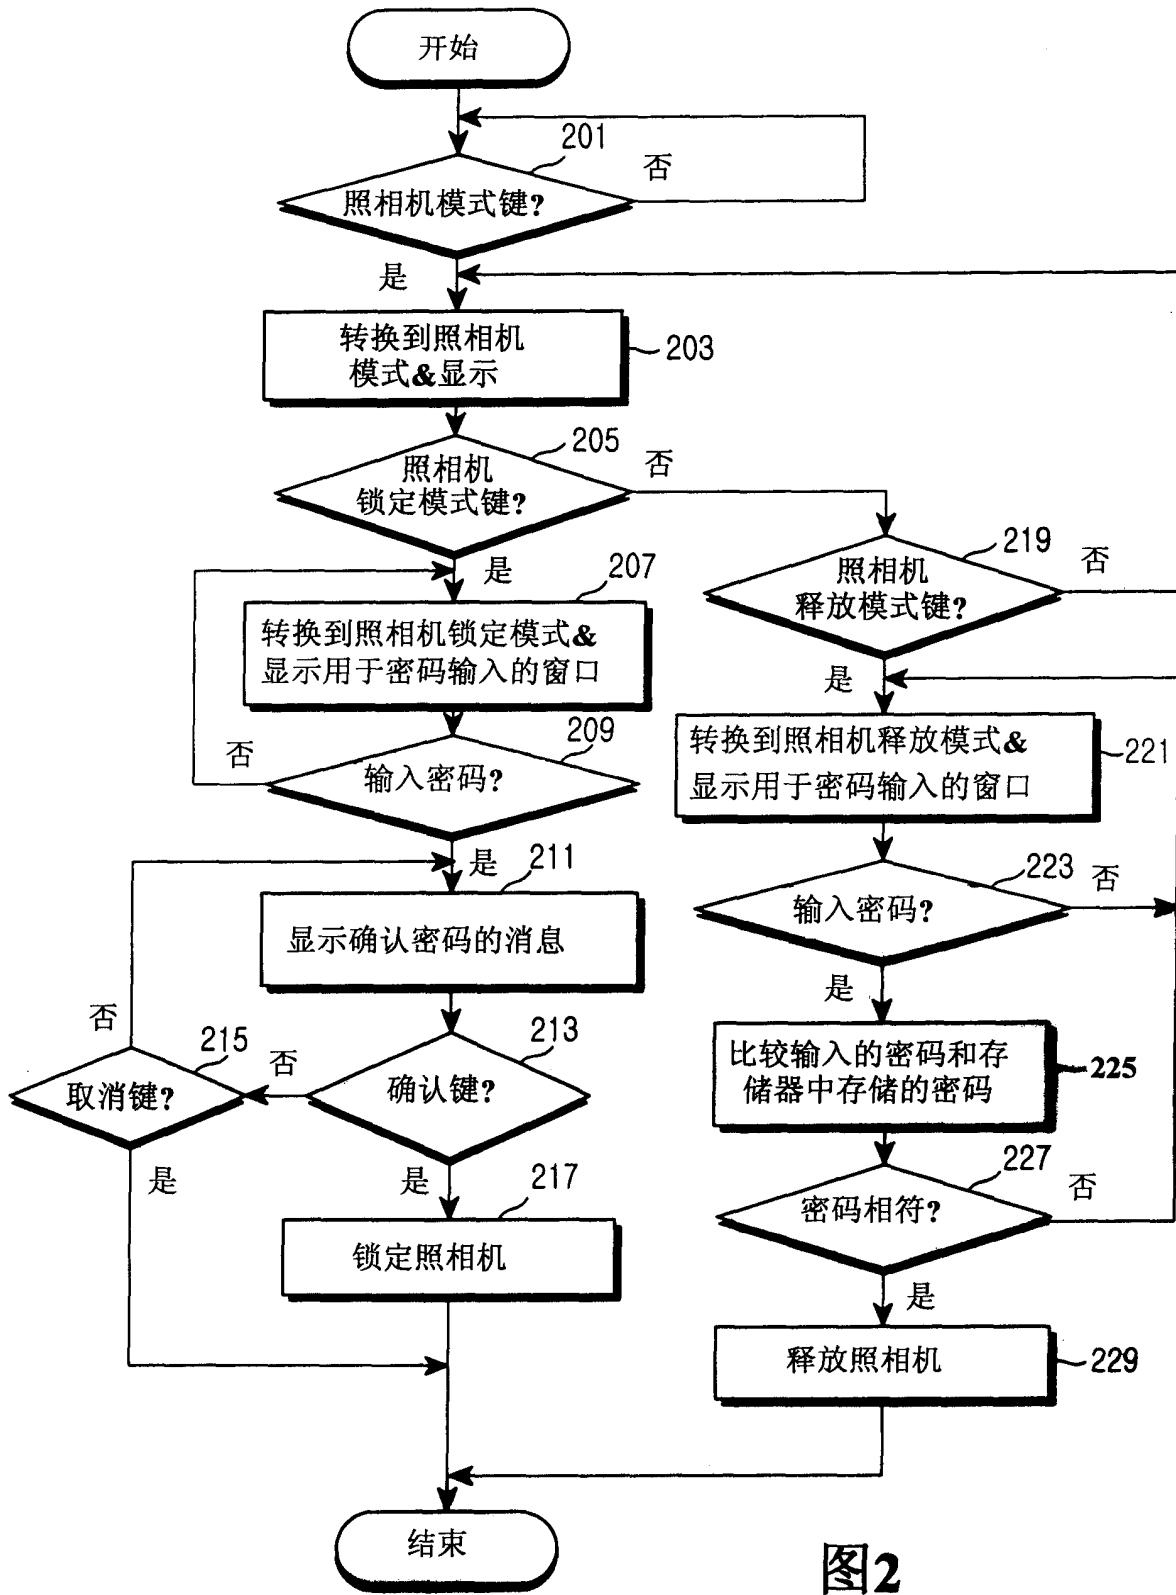 开始
201
否
照相机模式键?
是
转换到照相机
模式&显示
203
205
否
照相机
锁定模式键?
219
否
照相机
释放模式键?
是
207
转换到照相机锁定模式&
显示用于密码输入的窗口
是
转换到照相机释放模式&
显示用于密码输入的窗口
221
209
否
输入密码?
是
211
显示确认密码的消息
223
否
输入密码?
是
否
215
取消键?
否
213
确认键?
比较输入的密码和存
储器中存储的密码
225
是
是
217
锁定照相机
227
否
密码相符?
是
释放照相机
229
结束
图2